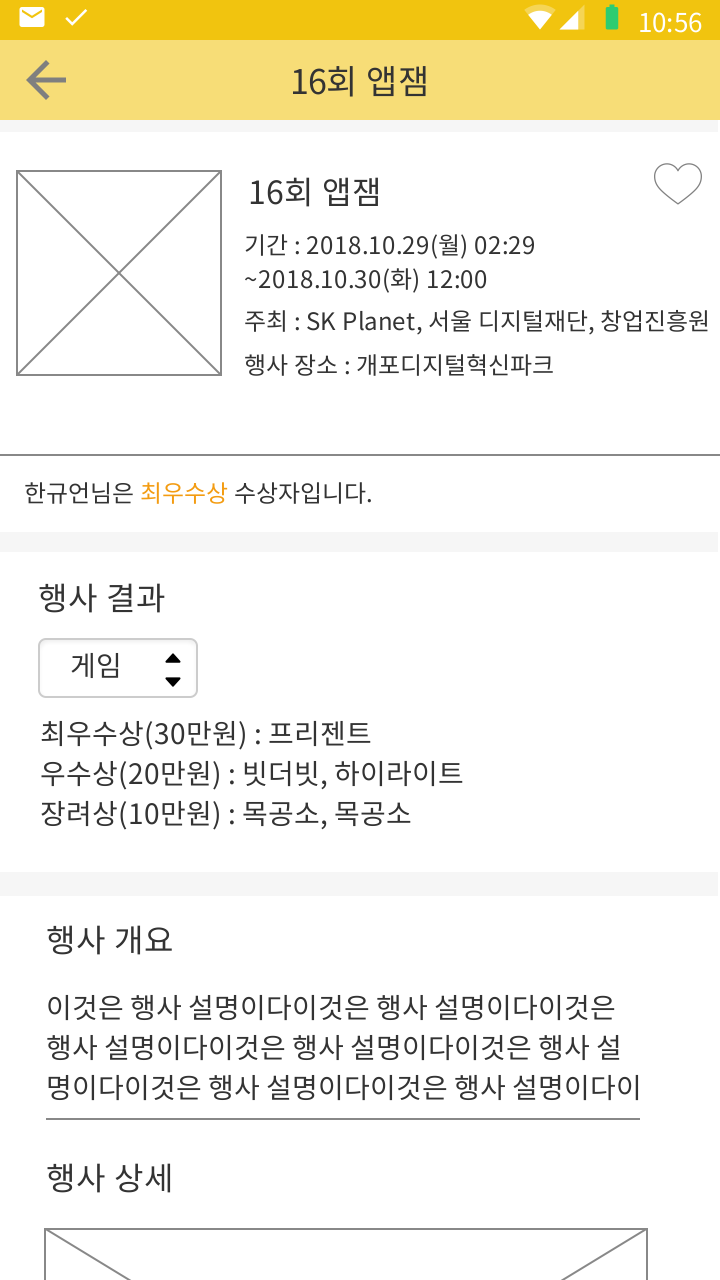 10:56
16회 앱잼
16회 앱잼
기간 : 2018.10.29(월) 02:29
~2018.10.30(화) 12:00
주최 : SK Planet, 서울 디지털재단, 창업진흥원
행사 장소 : 개포디지털혁신파크
한규언님은 최우수상 수상자입니다.
행사 결과
게임
최우수상(30만원) : 프리젠트
우수상(20만원) : 빗더빗, 하이라이트
장려상(10만원) : 목공소, 목공소
행사 개요
이것은 행사 설명이다이것은 행사 설명이다이것은
행사 설명이다이것은 행사 설명이다이것은 행사 설
명이다이것은 행사 설명이다이것은 행사 설명이다이
행사 상세